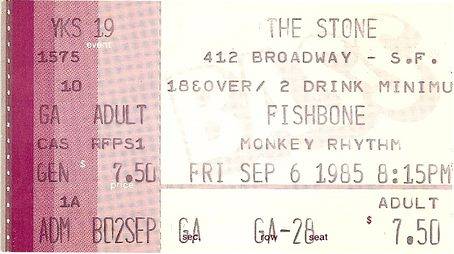 YKS 19 THE STONE
event
1575 412 BROADWAY - S.F.
10 18&OVER/ 2 DRINK MINIMU
GA ADULT FISHBONE
CAS RFPS1 MONKEY RHYTHM
GEN $ 7.50 FRI SEP 6 1985 8:15PM
price
1A ADULT
ADM BO2SEP GA GA-28 $ 7.50
sec. row seat
BASS